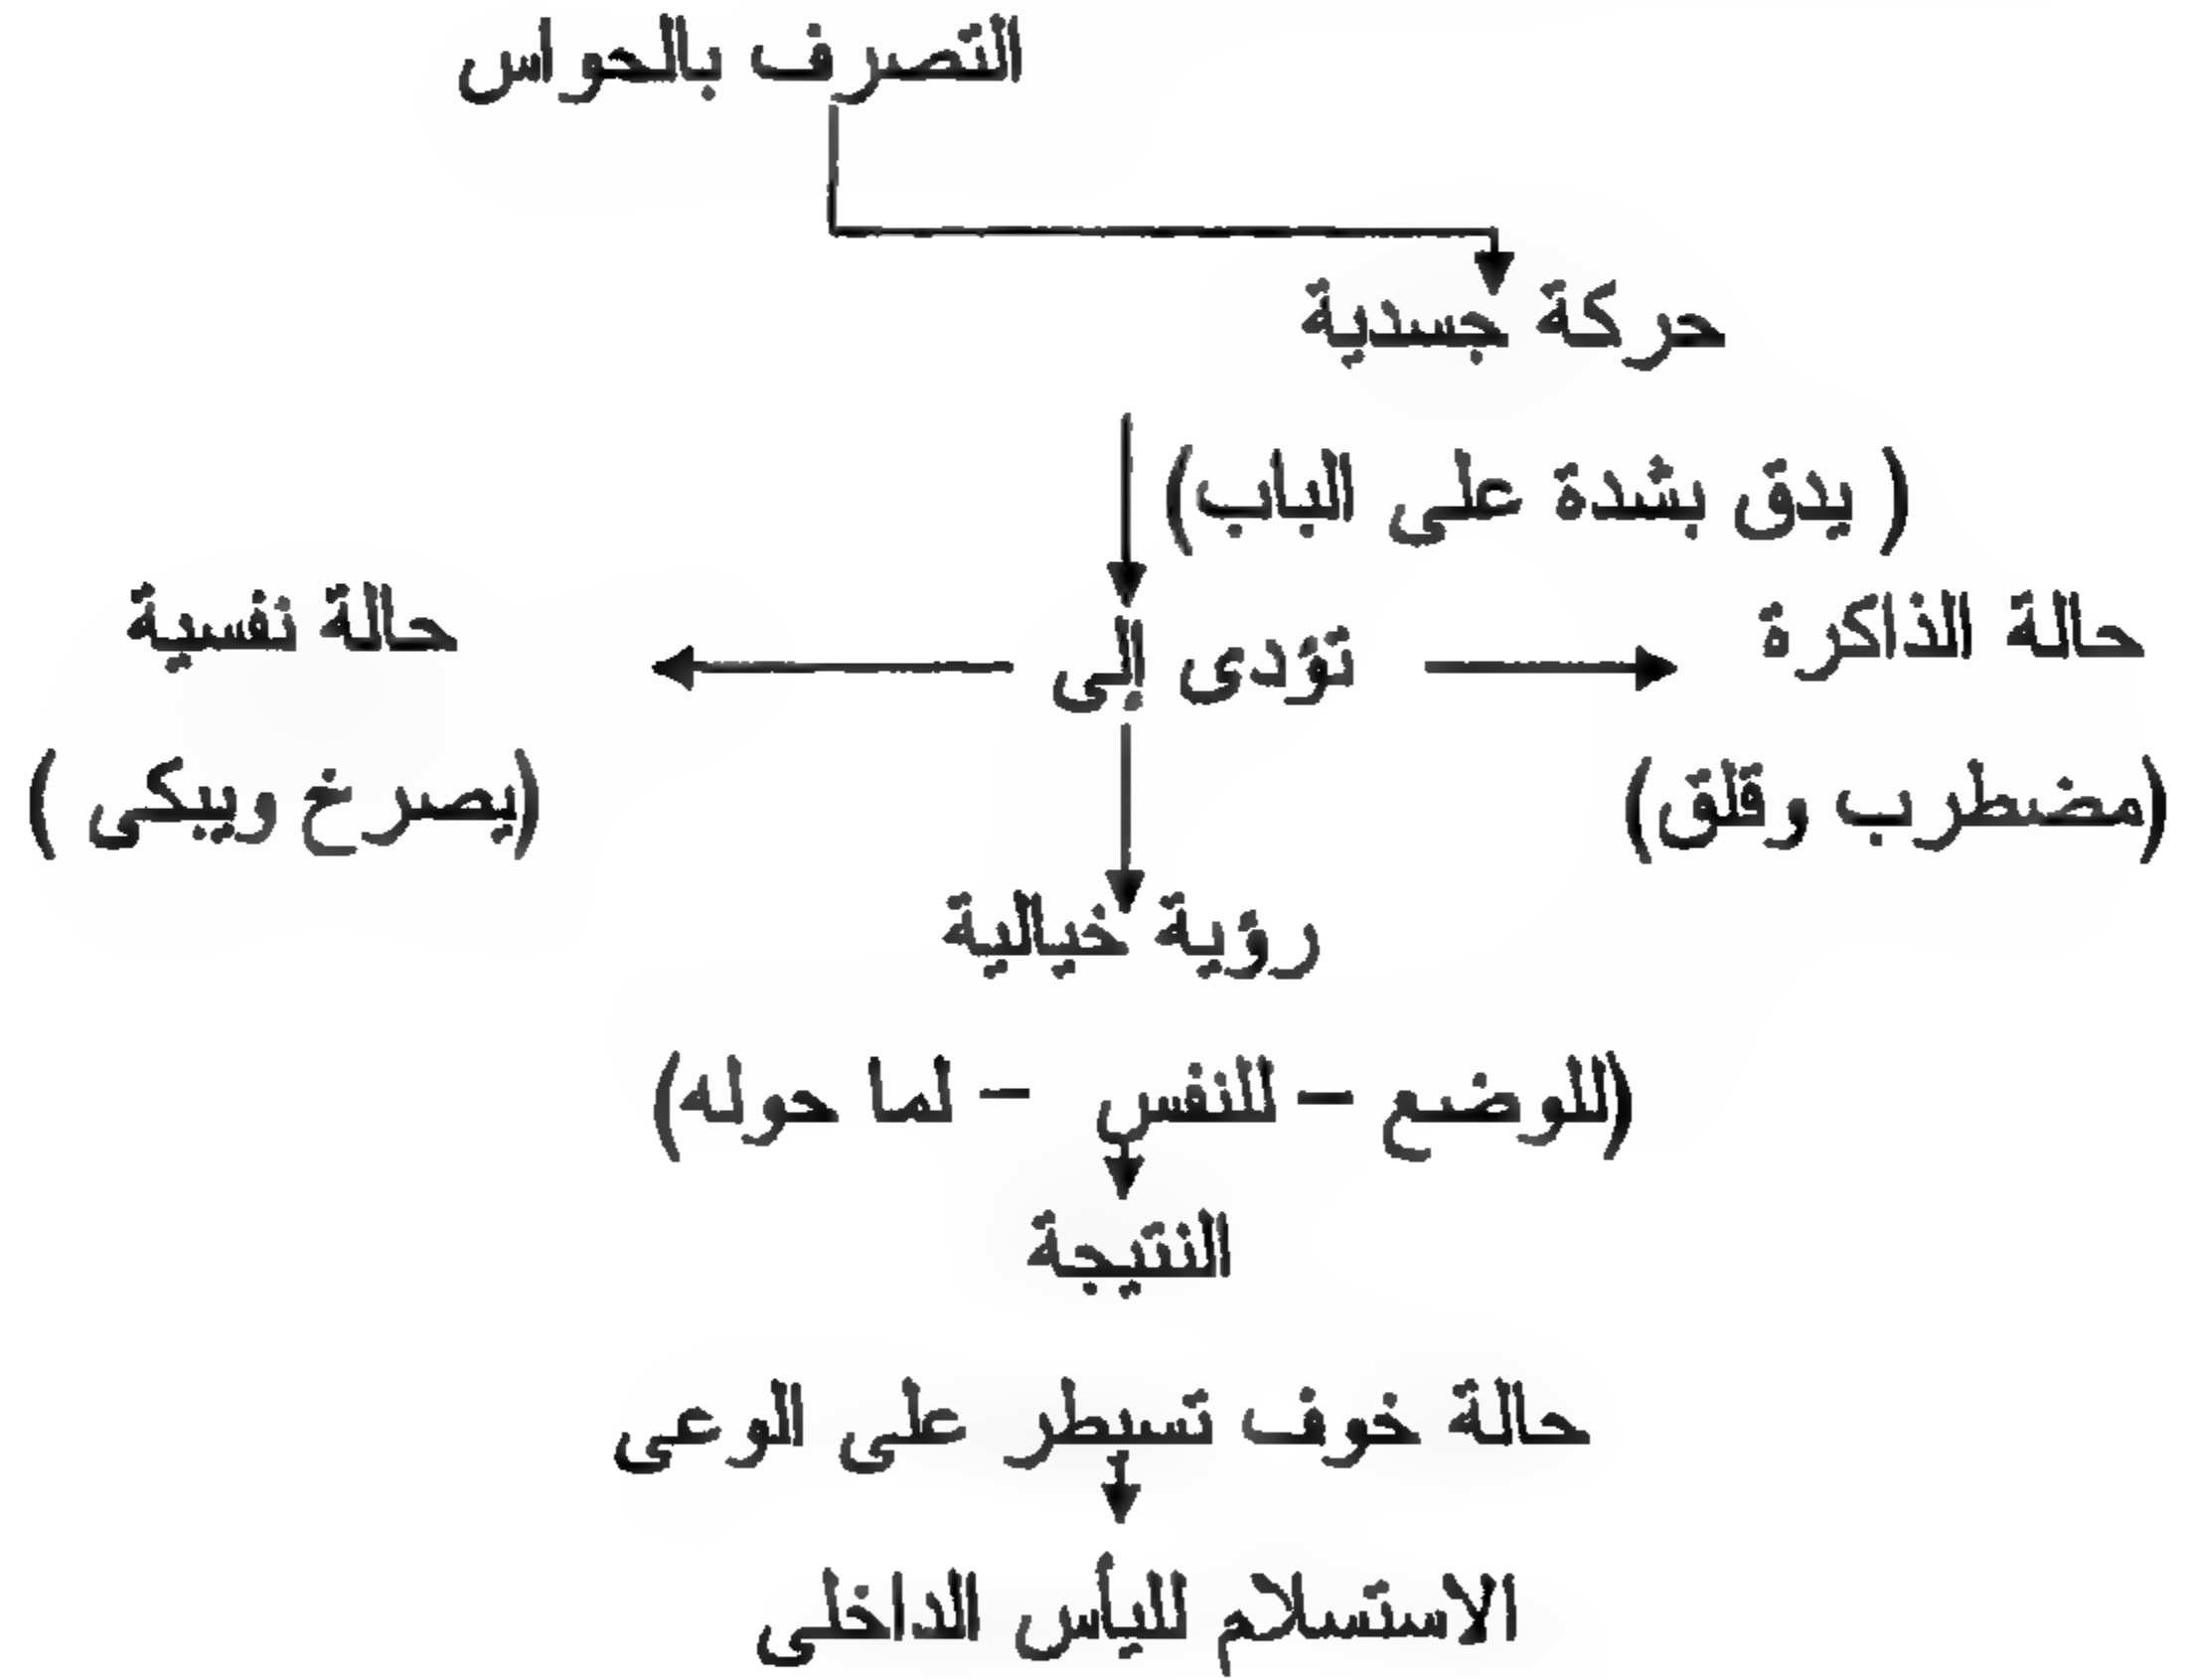 التصرف بالحواس
حركة جسدية
( يدق بشدة على الباب)
حالة الذاكرة
تؤدى إلى
حالة نفسية
(مضطرب وقلق)
(يصرخ ويبكى )
رؤية خيالية
(للوضع – للنفس – لما حوله)
النتيجة
حالة خوف تسيطر على الوعى
الاستسلام لليأس الداخلى